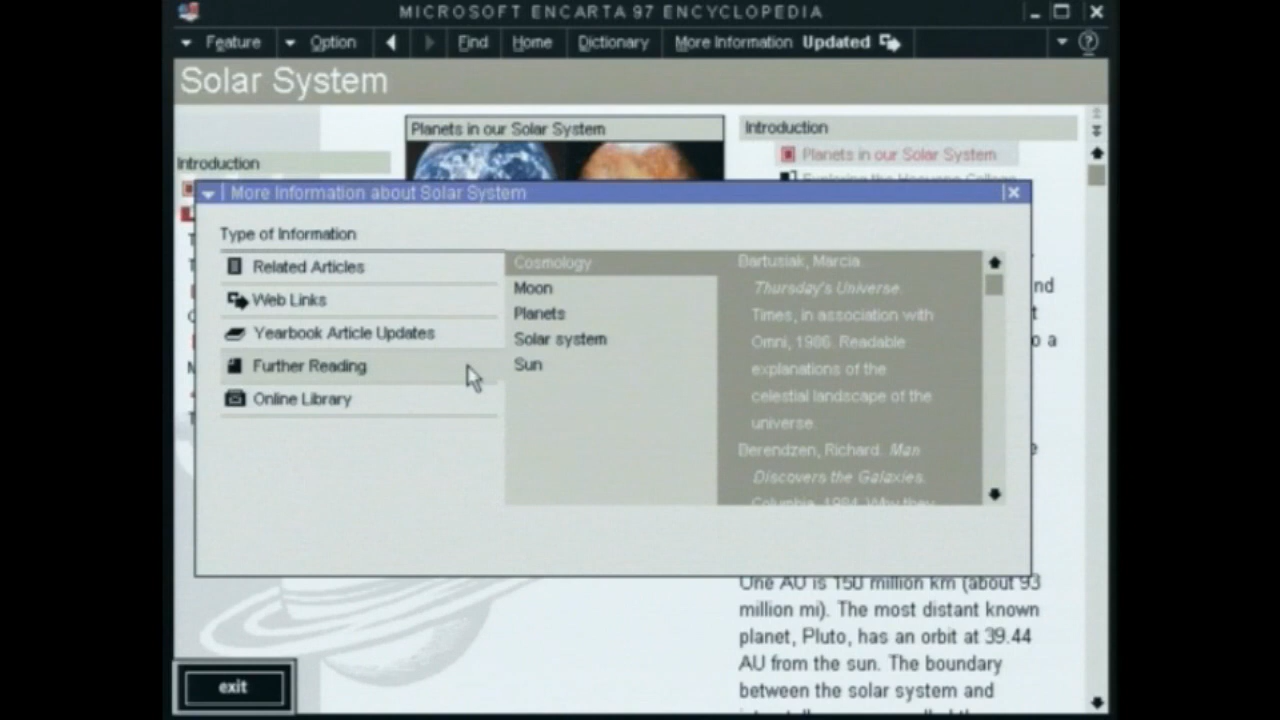 MICROSOFT ENCARTA 97 ENCYCLOPEDIA
Feature Option Find Home Dictionary More Information Updated
Solar System
Introduction
Planets in our Solar System
Introduction
Planets in our Solar System
More Information about Solar System
Type of Information
Related Articles
Web Links
Yearbook Article Updates
Further Reading
Online Library
Cosmology
Moon
Planets
Solar system
Sun
Bartusiak, Marcia.
Thursday's Universe.
Times, in association with
Omni, 1986. Readable
explanations of the
celestial landscape of the
universe.
Berendzen, Richard. Man
Discovers the Galaxies.
Columbia, 1984. Why they
One AU is 150 million km (about 93
million mi). The most distant known
planet, Pluto, has an orbit at 39.44
AU from the sun. The boundary
between the solar system and
exit